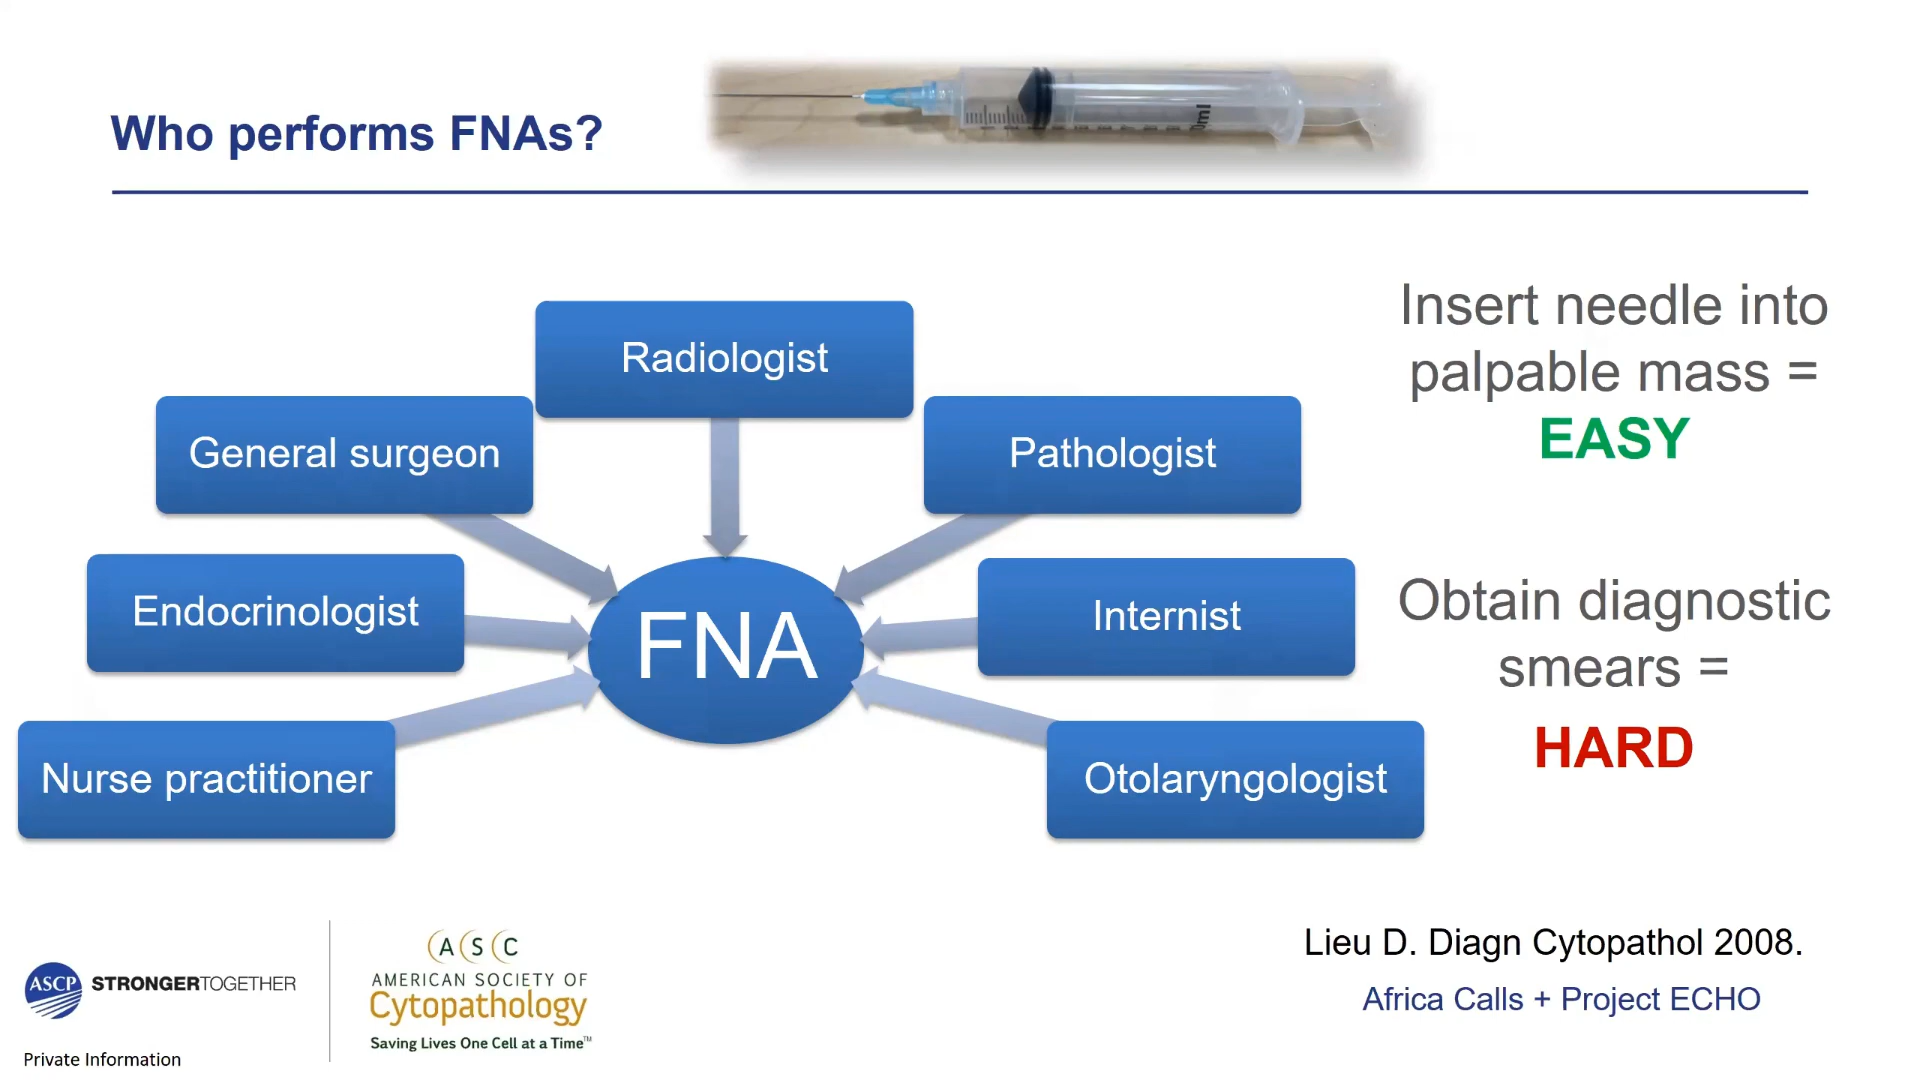 Who performs FNAs?
0ml
Radiologist
General surgeon
Pathologist
Endocrinologist
FNA
Internist
Nurse practitioner
Otolaryngologist
Insert needle into
palpable mass =
EASY
Obtain diagnostic
smears =
HARD
ASCP STRONGERTOGETHER
A S C
AMERICAN SOCIETY OF
Cytopathology
Saving Lives One Cell at a Time™
Lieu D. Diagn Cytopathol 2008.
Africa Calls + Project ECHO
Private Information